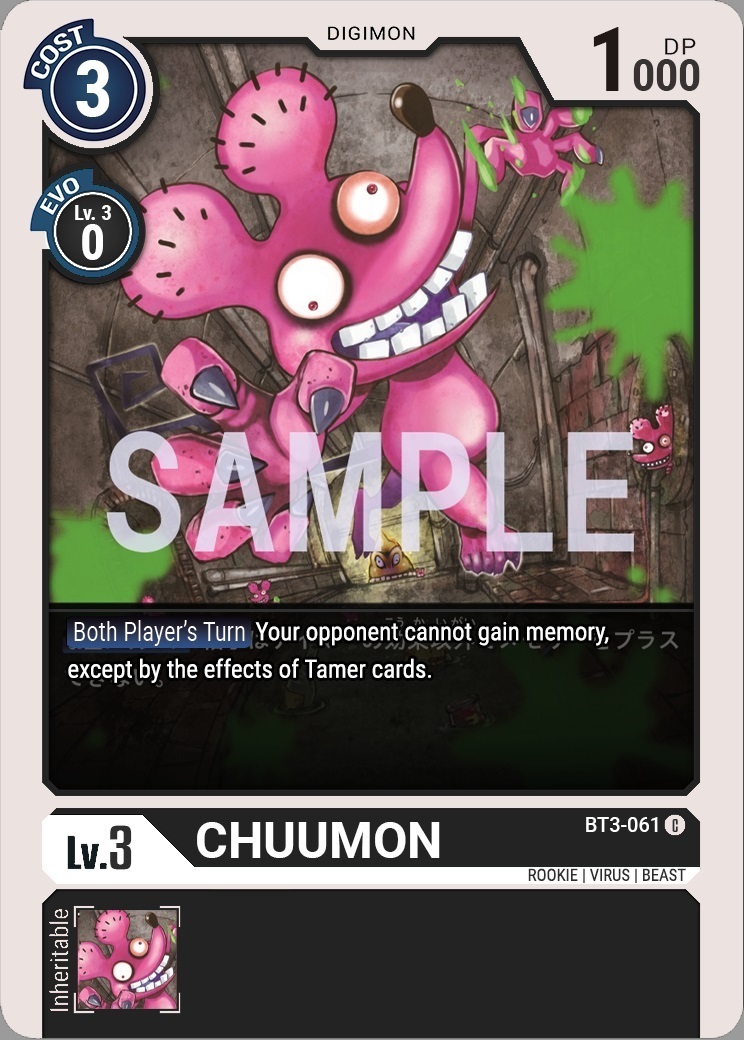 DIGIMON
COST
3
DP
1000
EVO
Lv. 3
0
SAMPLE
Both Player's Turn Your opponent cannot gain memory,
except by the effects of Tamer cards.
Lv.3
CHUUMON
BT3-061 C
ROOKIE | VIRUS | BEAST
Inheritable